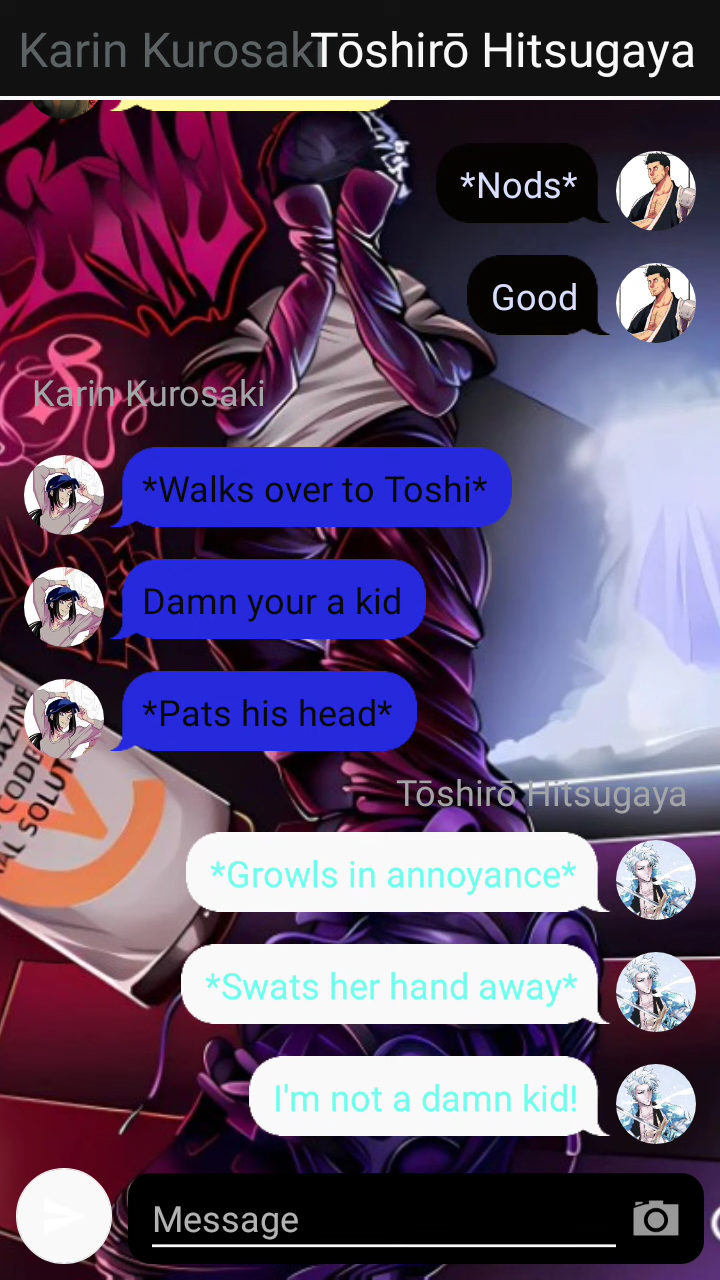 Karin Kurosaki Tōshirō Hitsugaya
*Nods*
Good
Karin Kurosaki
*Walks over to Toshi*
Damn your a kid
*Pats his head*
Tōshirō Hitsugaya
*Growls in annoyance*
*Swats her hand away*
I'm not a damn kid!
Message